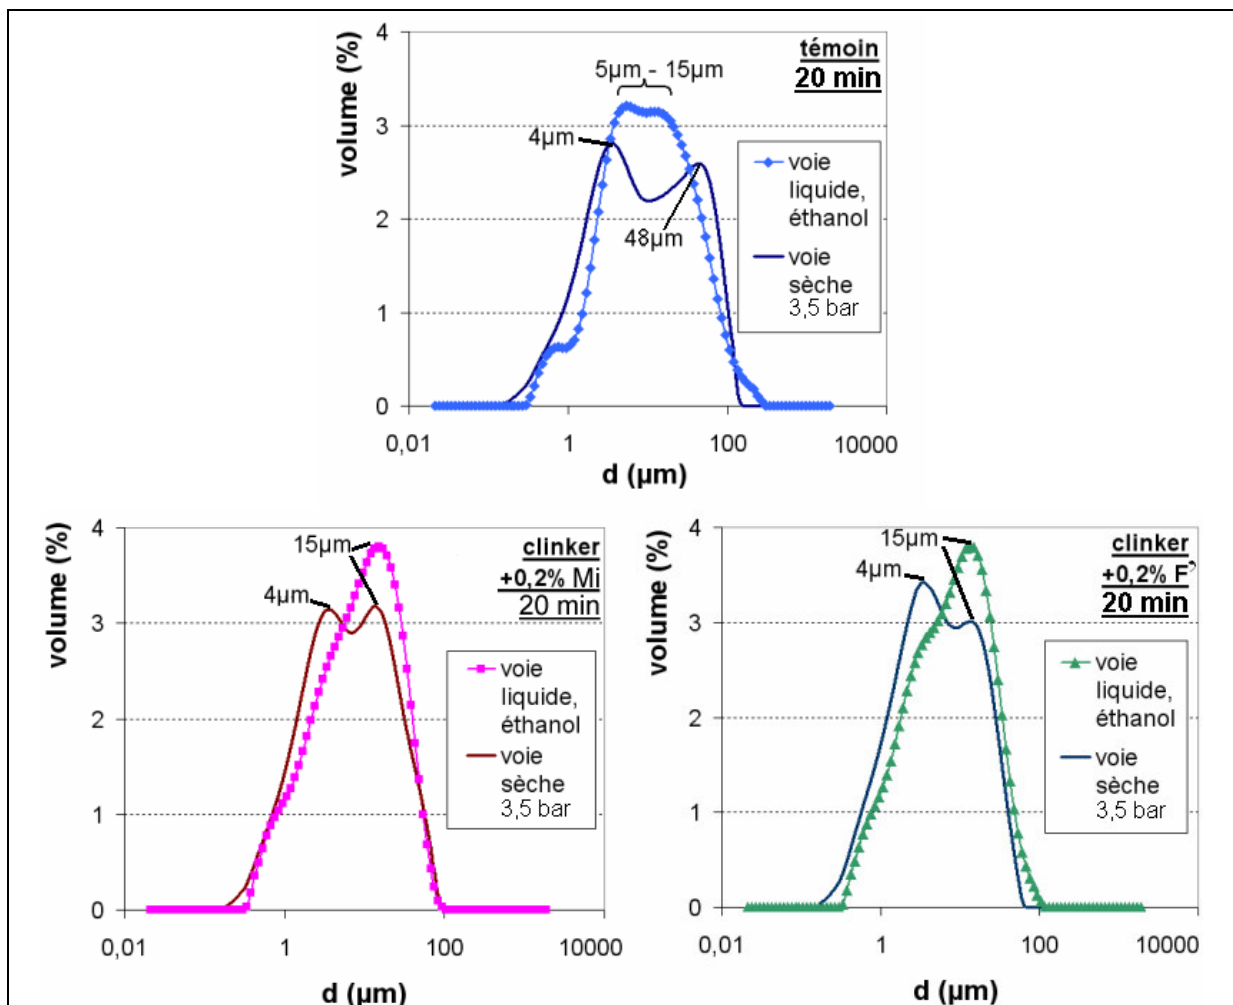 témoin
20 min
5µm - 15µm
4µm
48µm
volume (%)
4
3
2
1
0
0,01
1
100
10000
d (µm)
voie
liquide,
éthanol
voie
sèche
3,5 bar
clinker
+0,2% Mi
20 min
15µm
4µm
volume (%)
4
3
2
1
0
0,01
1
100
10000
d (µm)
voie
liquide,
éthanol
voie
sèche
3,5 bar
clinker
+0,2% F
20 min
15µm
4µm
volume (%)
4
3
2
1
0
0,01
1
100
10000
d (µm)
voie
liquide,
éthanol
voie
sèche
3,5 bar